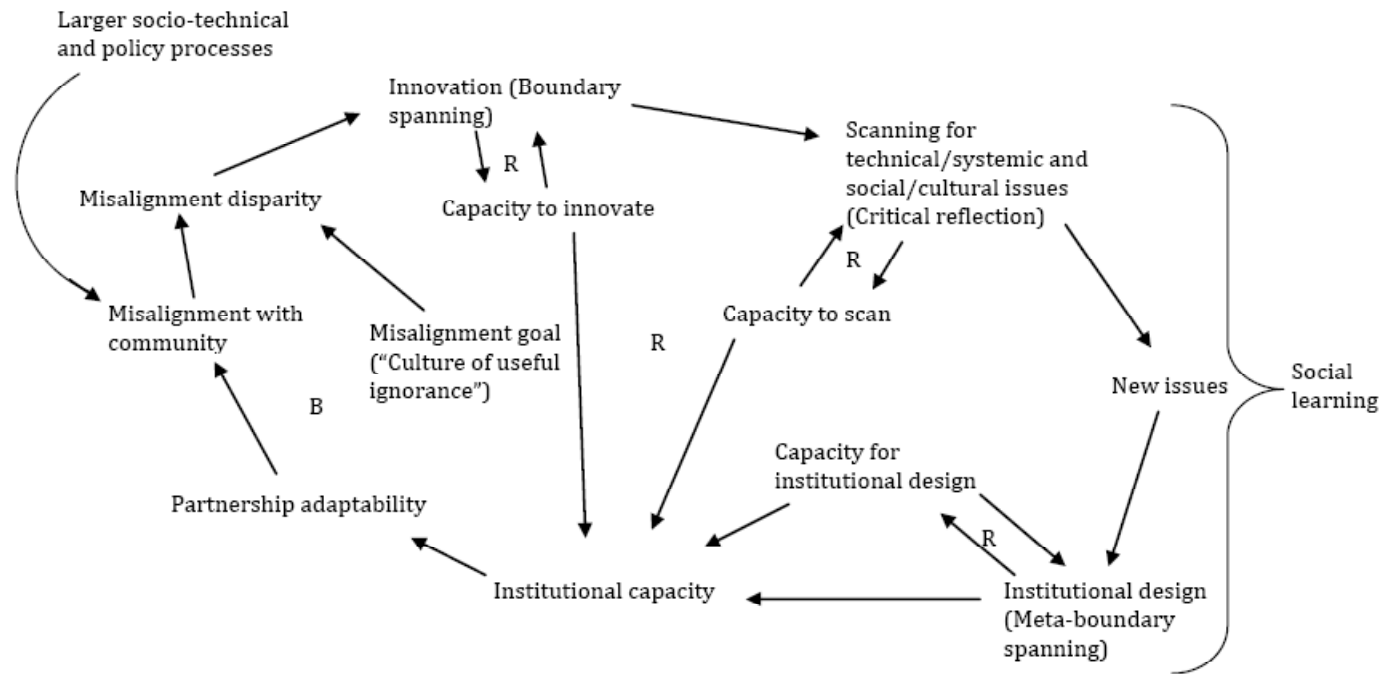 Larger socio-technical
and policy processes
Innovation (Boundary
spanning)
R
Scanning for
technical/systemic and
social/cultural issues
(Critical reflection)
Misalignment disparity
Capacity to innovate
R
Misalignment with
community
Misalignment goal
(“Culture of useful
ignorance”)
R
Capacity to scan
New issues
Social
learning
B
Capacity for
institutional design
Partnership adaptability
R
Institutional capacity
Institutional design
(Meta-boundary
spanning)